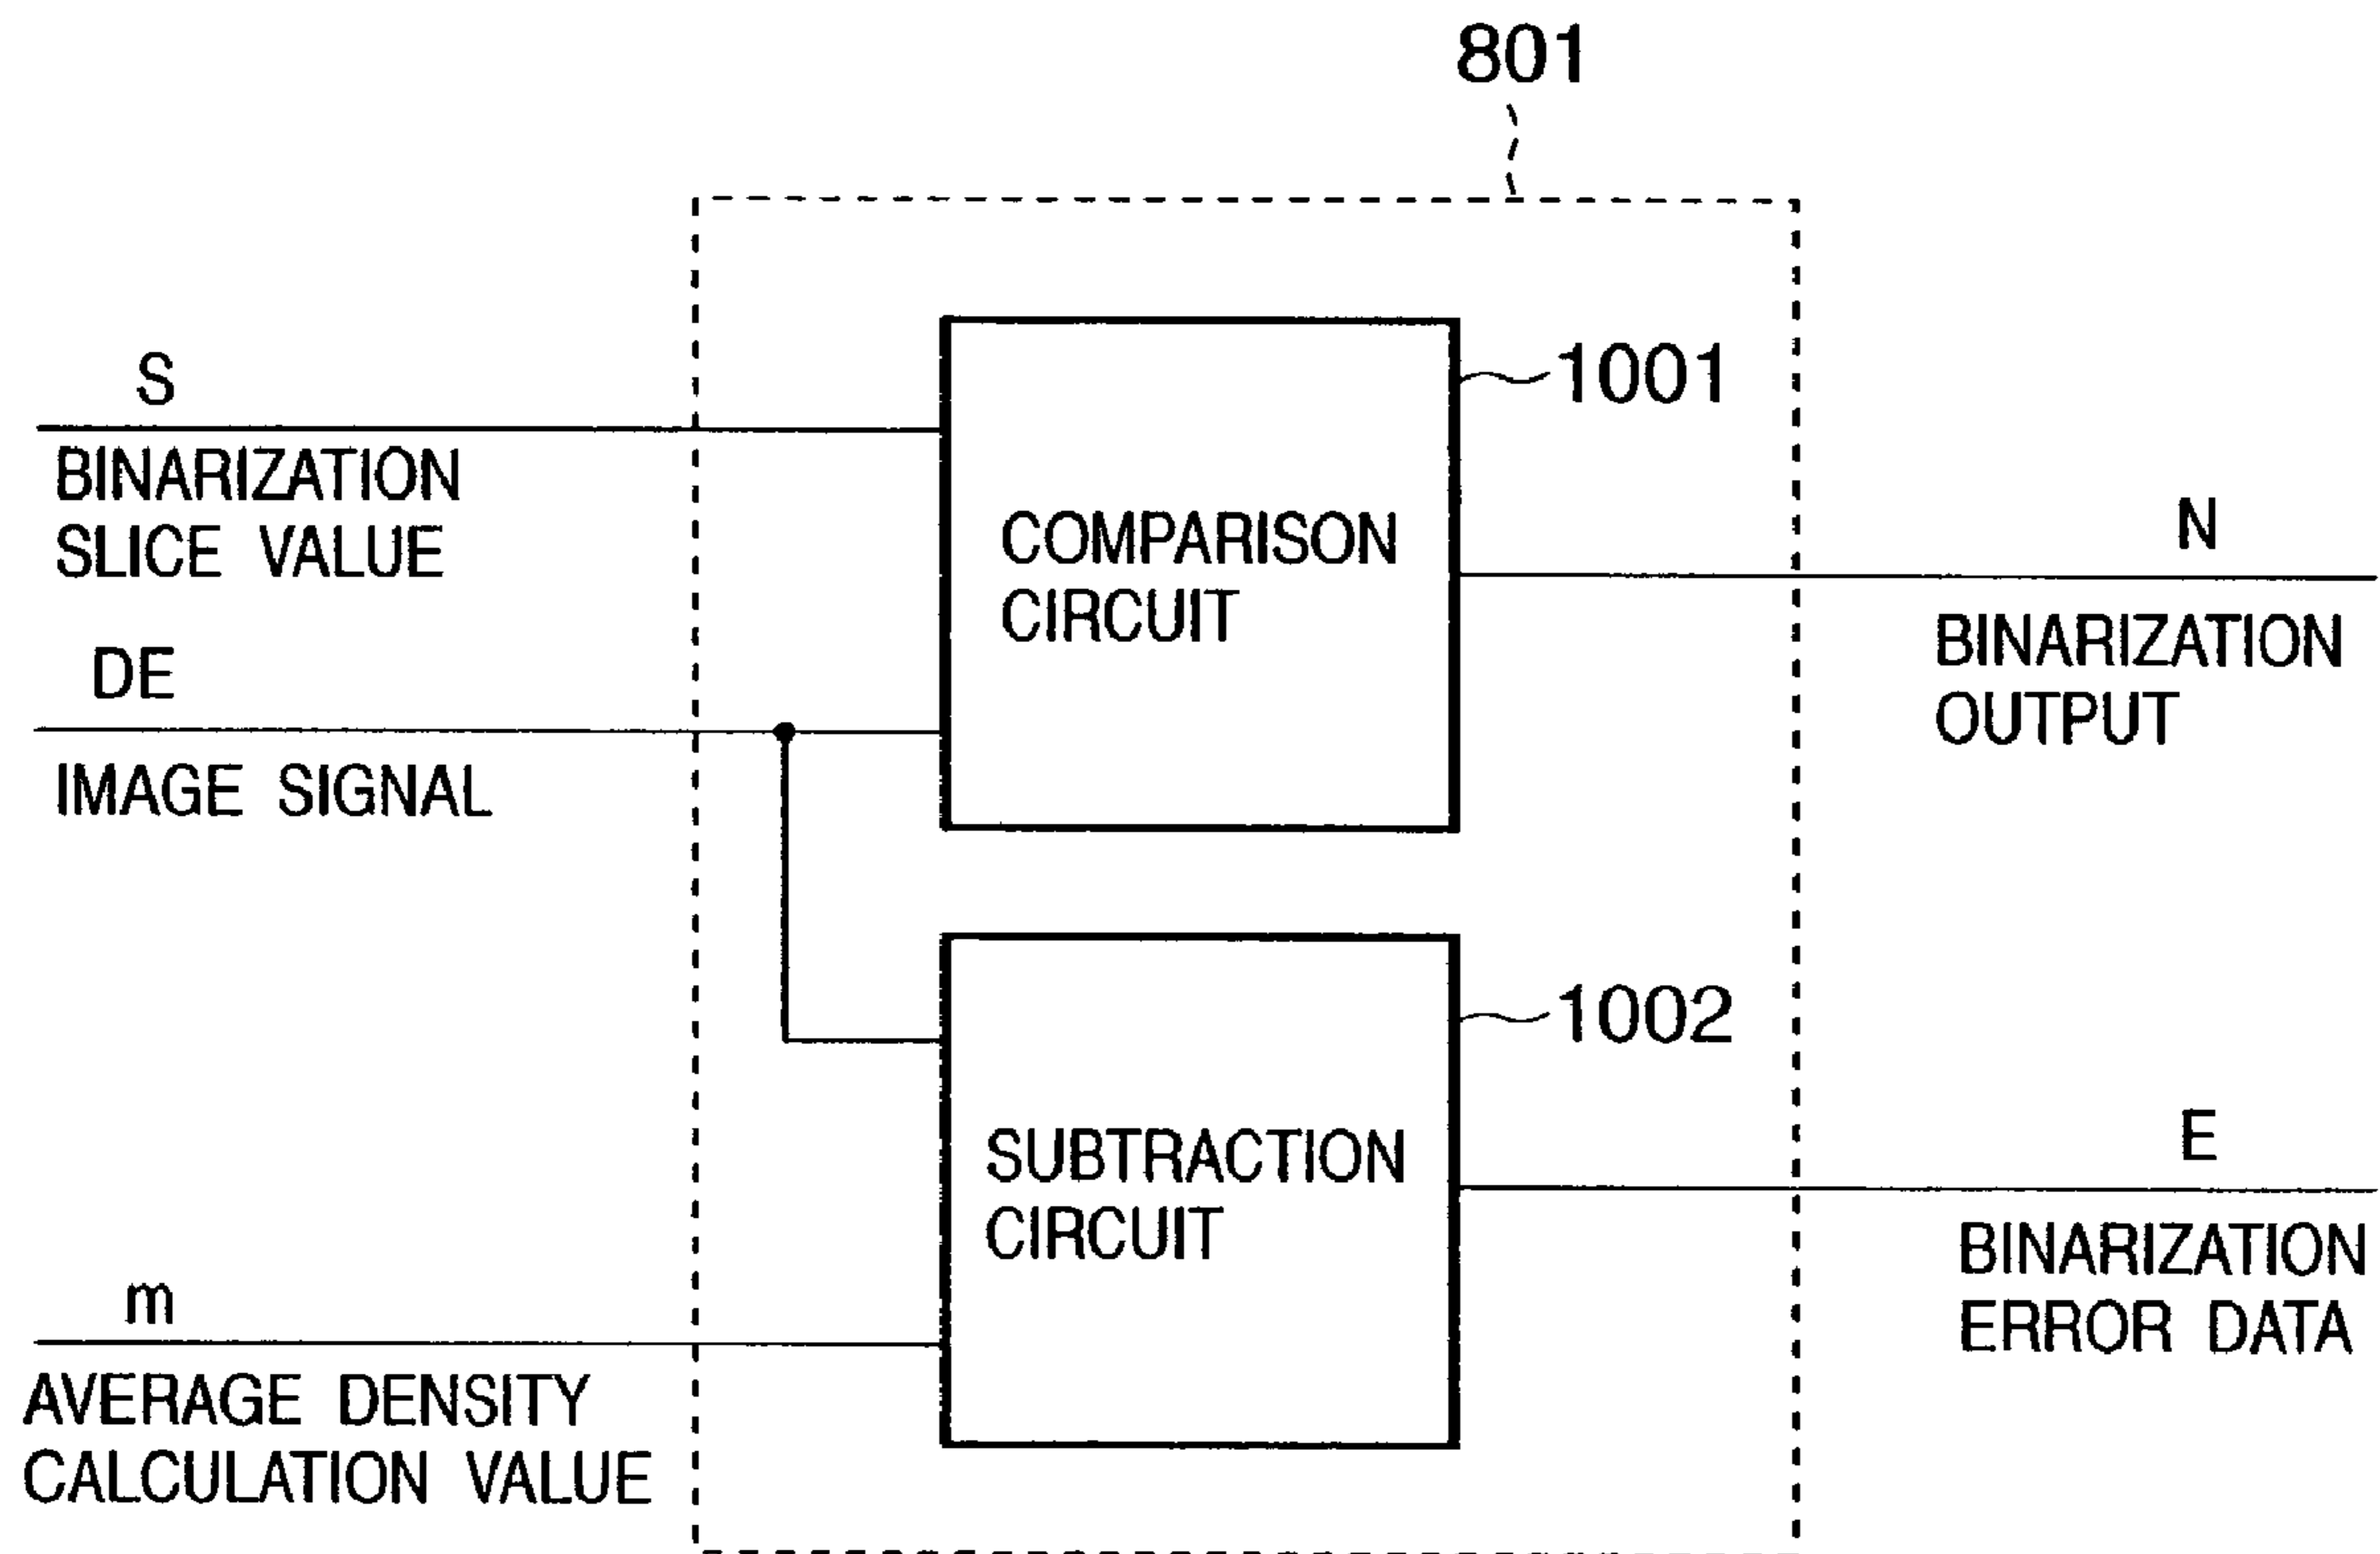 801
S
BINARIZATION
SLICE VALUE
DE
IMAGE SIGNAL
COMPARISON
CIRCUIT
1001
N
BINARIZATION
OUTPUT
SUBTRACTION
CIRCUIT
1002
m
AVERAGE DENSITY
CALCULATION VALUE
E
BINARIZATION
ERROR DATA